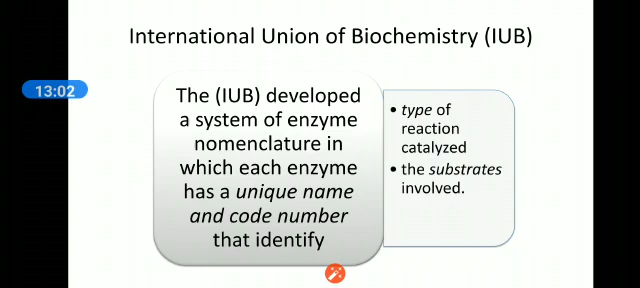 International Union of Biochemistry (IUB)
13:02
The (IUB) developed
a system of enzyme
nomenclature in
which each enzyme
has a unique name
and code number
that identify
• type of
reaction
catalyzed
• the substrates
involved.